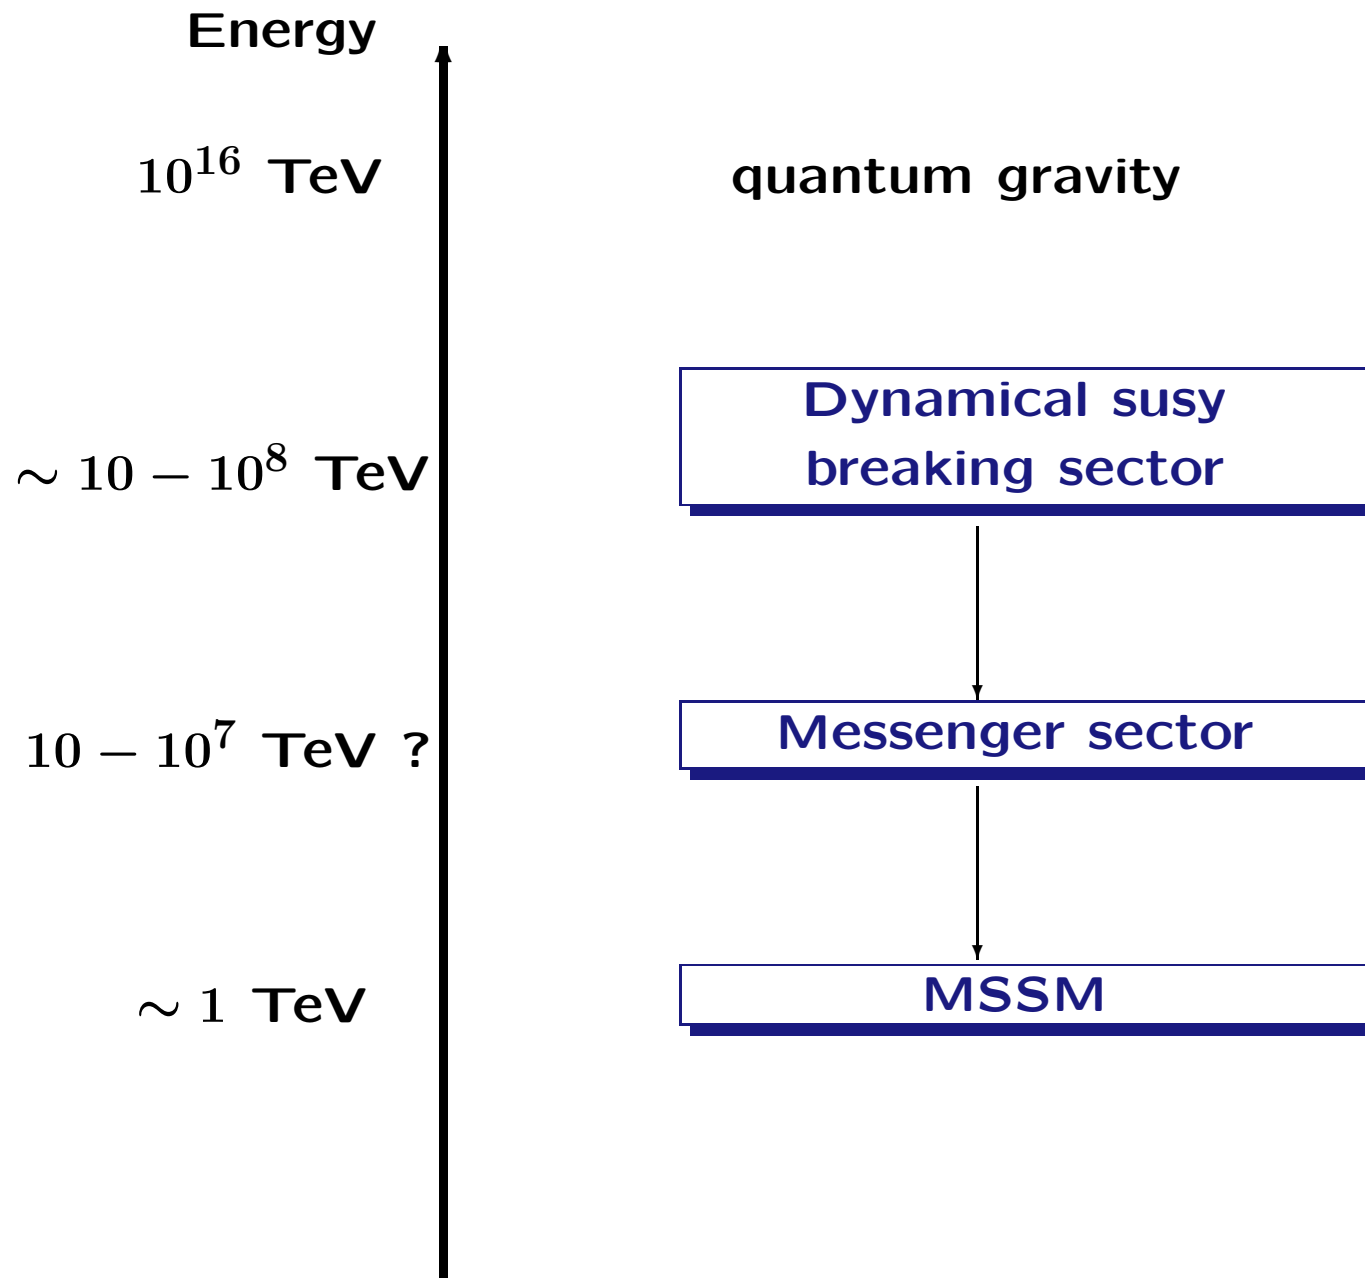 Energy
10^16 TeV quantum gravity
Dynamical susy
∼ 10 − 10^8 TeV breaking sector
10 − 10^7 TeV ? Messenger sector
∼ 1 TeV MSSM